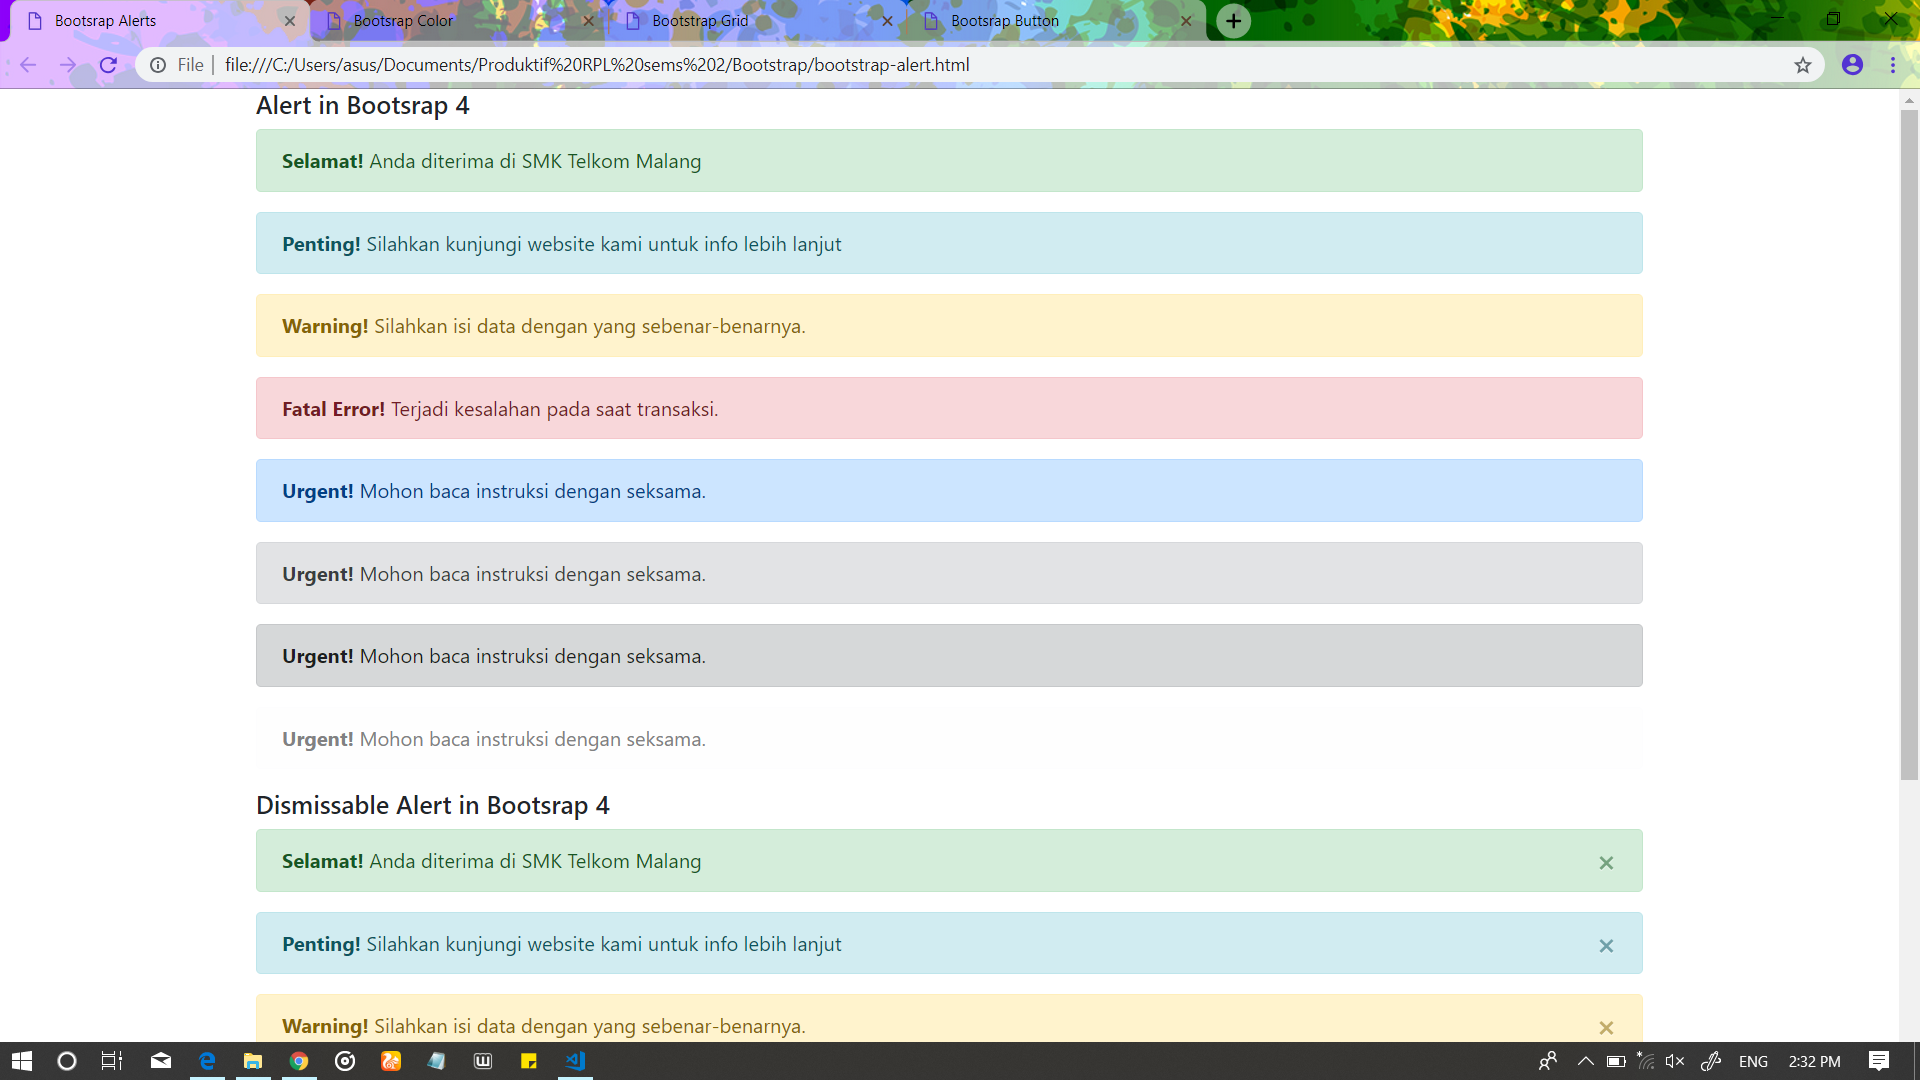 Bootsrap Alerts
Bootsrap Color
Bootstrap Grid
Bootsrap Button
File
file:///C:/Users/asus/Documents/Produktif%20RPL%20sems%202/Bootstrap/bootstrap-alert.html
Alert in Bootsrap 4
Selamat! Anda diterima di SMK Telkom Malang
Penting! Silahkan kunjungi website kami untuk info lebih lanjut
Warning! Silahkan isi data dengan yang sebenar-benarnya.
Fatal Error! Terjadi kesalahan pada saat transaksi.
Urgent! Mohon baca instruksi dengan seksama.
Urgent! Mohon baca instruksi dengan seksama.
Urgent! Mohon baca instruksi dengan seksama.
Urgent! Mohon baca instruksi dengan seksama.
Dismissable Alert in Bootsrap 4
Selamat! Anda diterima di SMK Telkom Malang ×
Penting! Silahkan kunjungi website kami untuk info lebih lanjut ×
Warning! Silahkan isi data dengan yang sebenar-benarnya. ×
ENG
2:32 PM